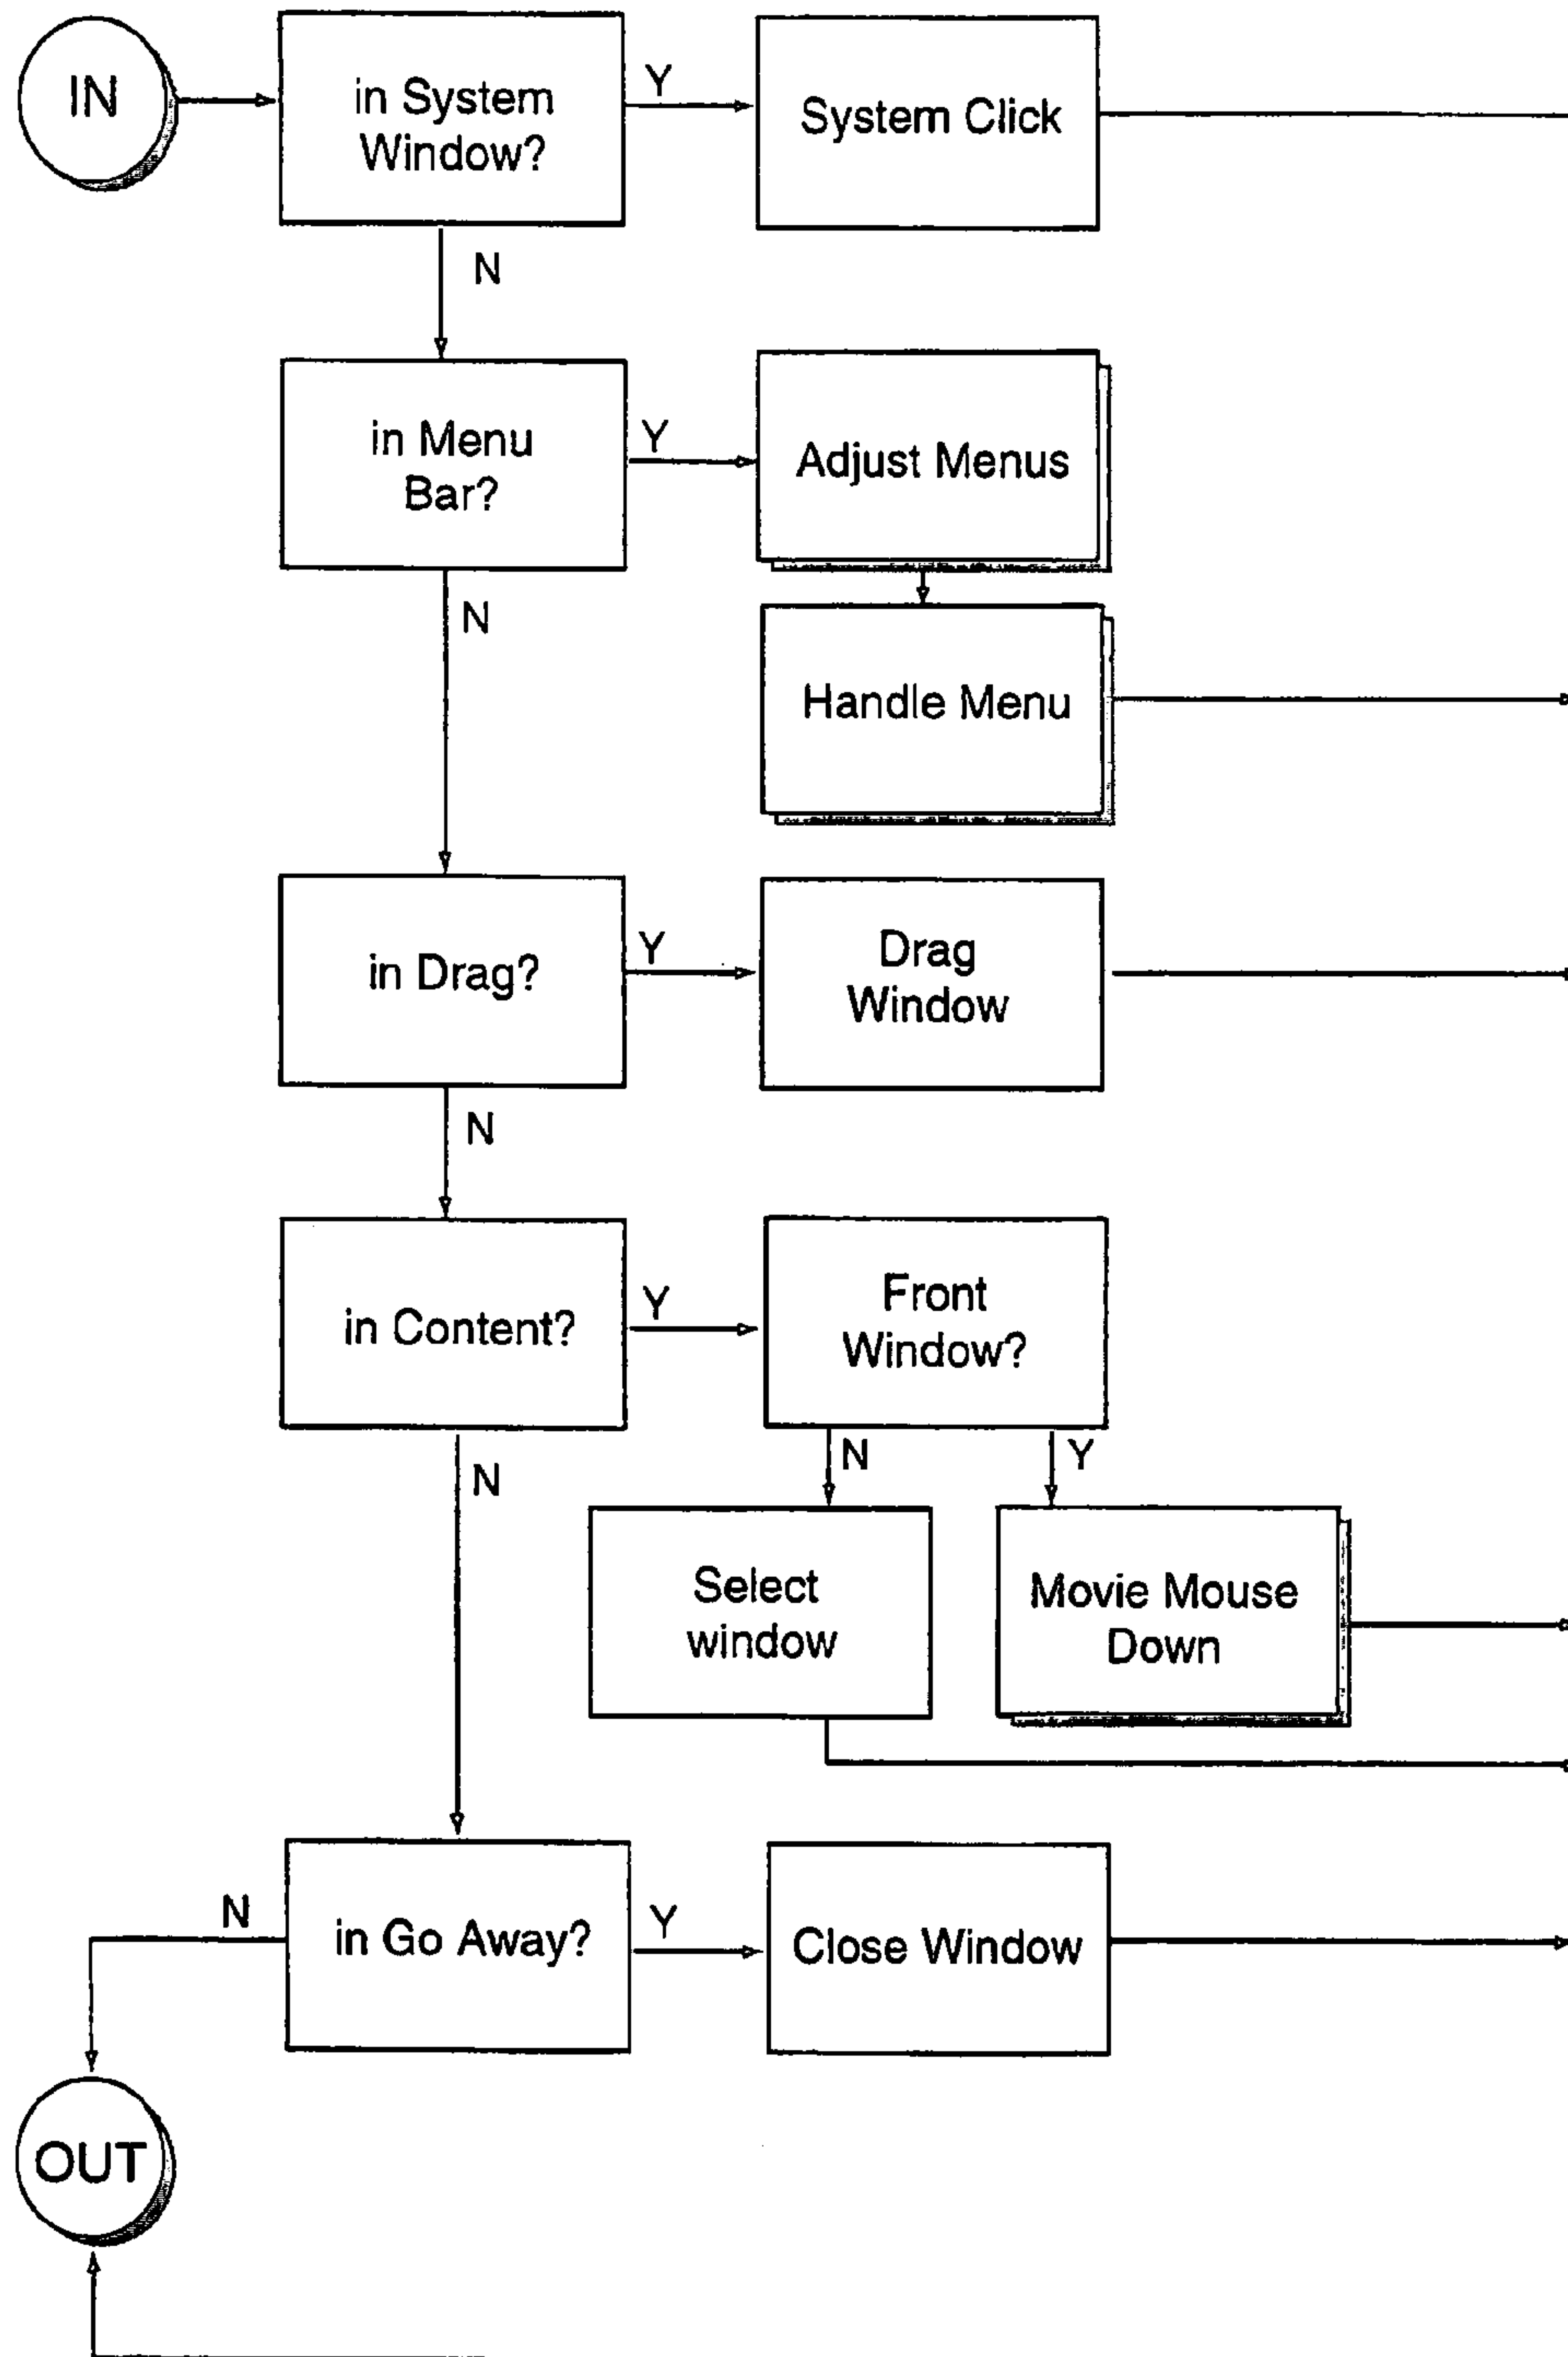 IN
in System
Window?
Y
System Click
N
in Menu
Bar?
Y
Adjust Menus
N
Handle Menu
in Drag?
Y
Drag
Window
N
in Content?
Y
Front
Window?
N
N
Y
Select
window
Movie Mouse
Down
N
in Go Away?
Y
Close Window
OUT